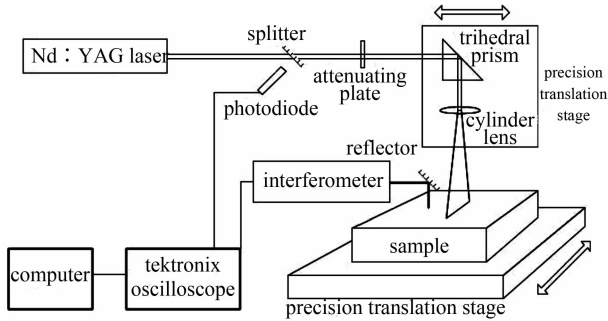 splitter
Nd：YAG laser
attenuating
plate
photodiode
trihedral
prism
cylinder
lens
precision
translation
stage
reflector
interferometer
sample
computer
tektronix
oscilloscope
precision translation stage